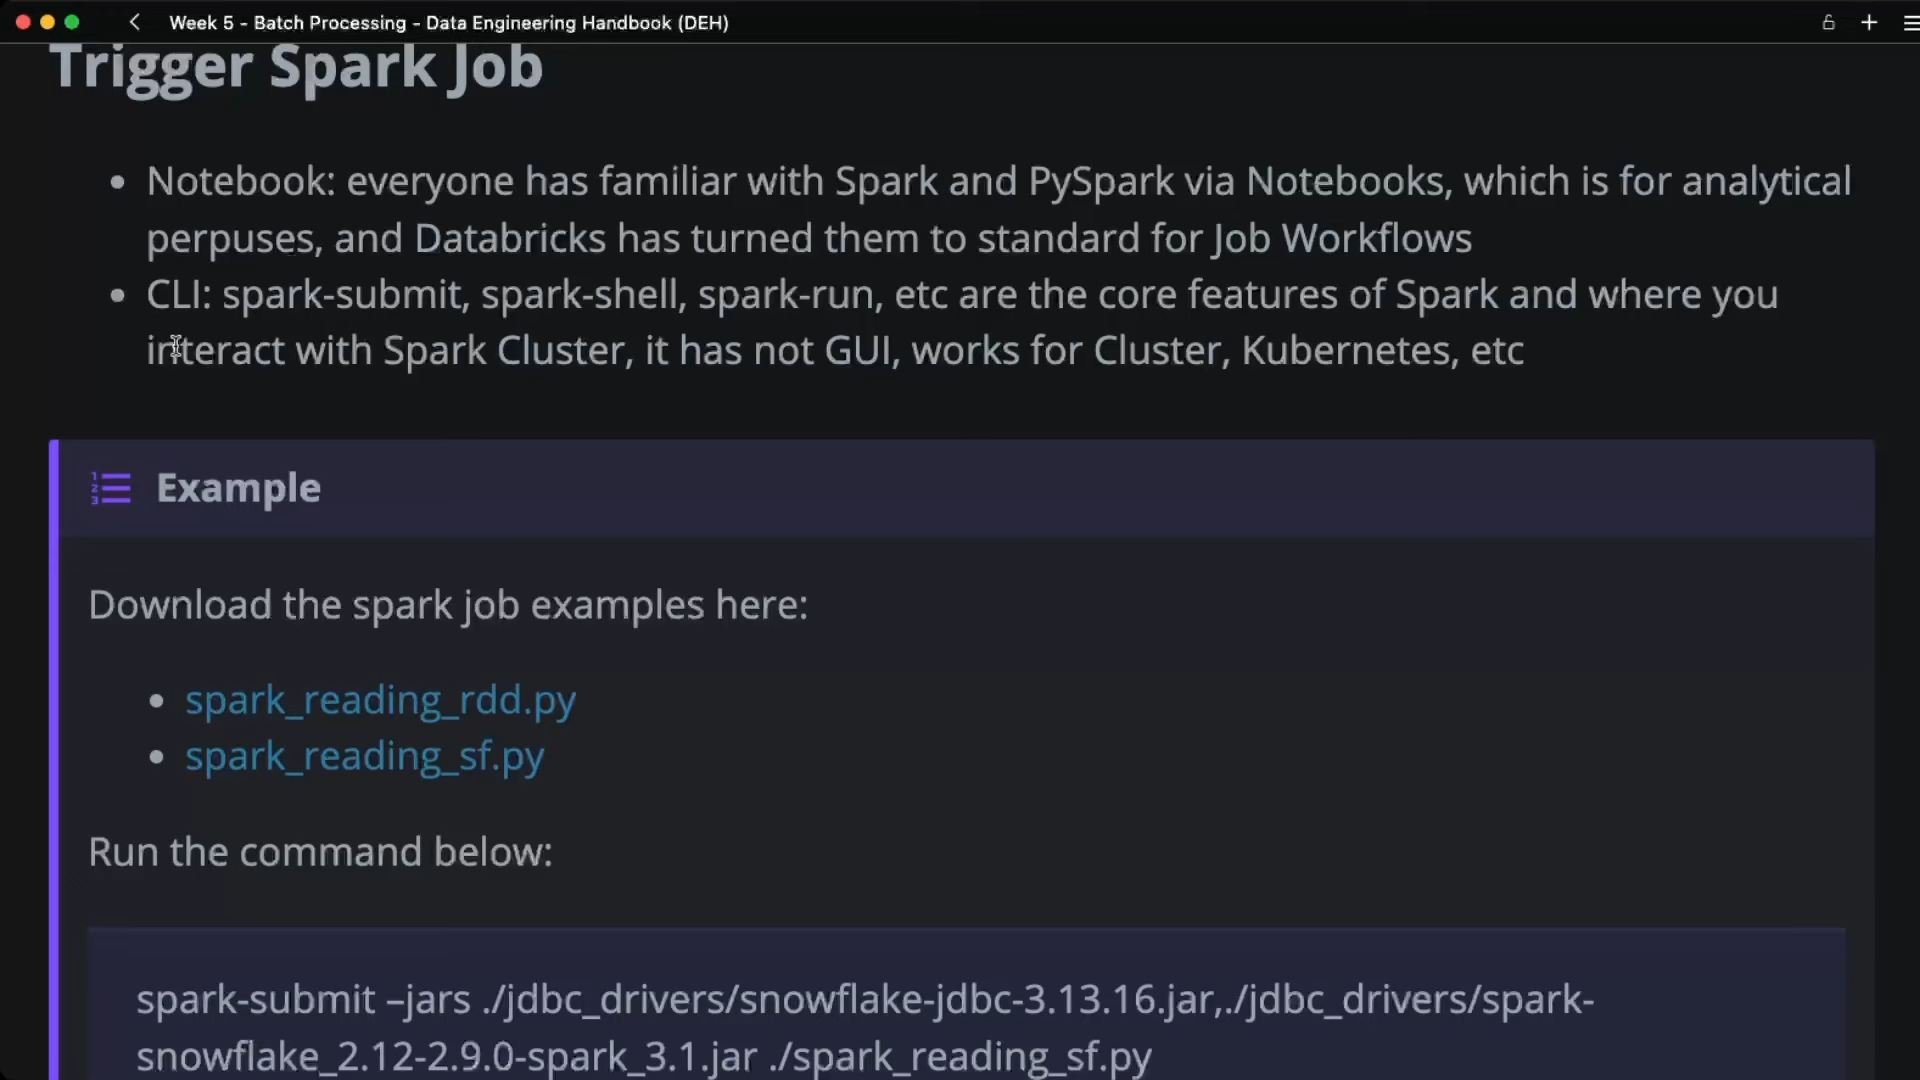 Week 5 - Batch Processing - Data Engineering Handbook (DEH)
Trigger Spark Job
Notebook: everyone has familiar with Spark and PySpark via Notebooks, which is for analytical
perpuses, and Databricks has turned them to standard for Job Workflows
CLI: spark-submit, spark-shell, spark-run, etc are the core features of Spark and where you
interact with Spark Cluster, it has not GUI, works for Cluster, Kubernetes, etc
Example
Download the spark job examples here:
spark_reading_rdd.py
spark_reading_sf.py
Run the command below:
spark-submit –jars ./jdbc_drivers/snowflake-jdbc-3.13.16.jar,./jdbc_drivers/spark-
snowflake_2.12-2.9.0-spark_3.1.jar ./spark_reading_sf.py